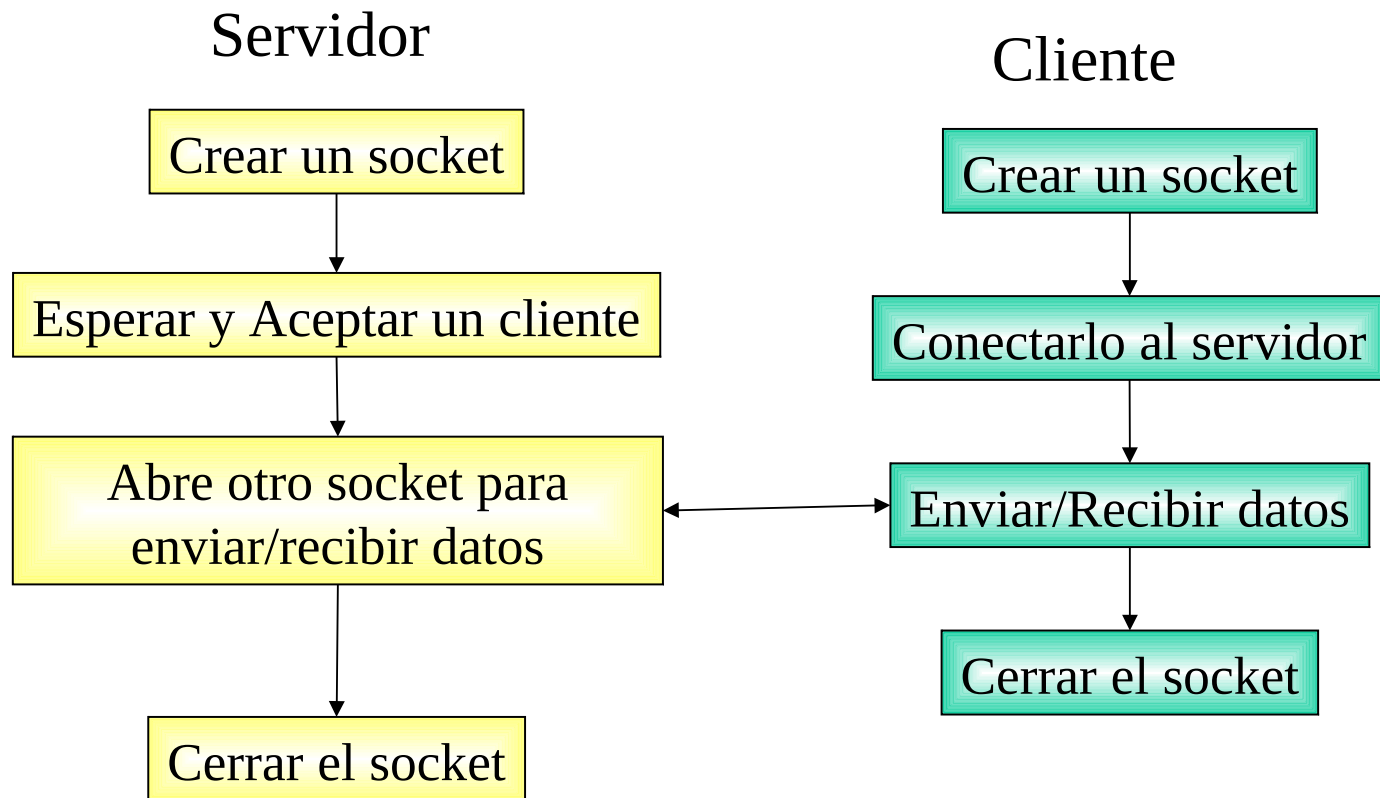 Servidor
Crear un socket
Esperar y Aceptar un cliente
Abre otro socket para
enviar/recibir datos
Cerrar el socket
Cliente
Crear un socket
Conectarlo al servidor
Enviar/Recibir datos
Cerrar el socket